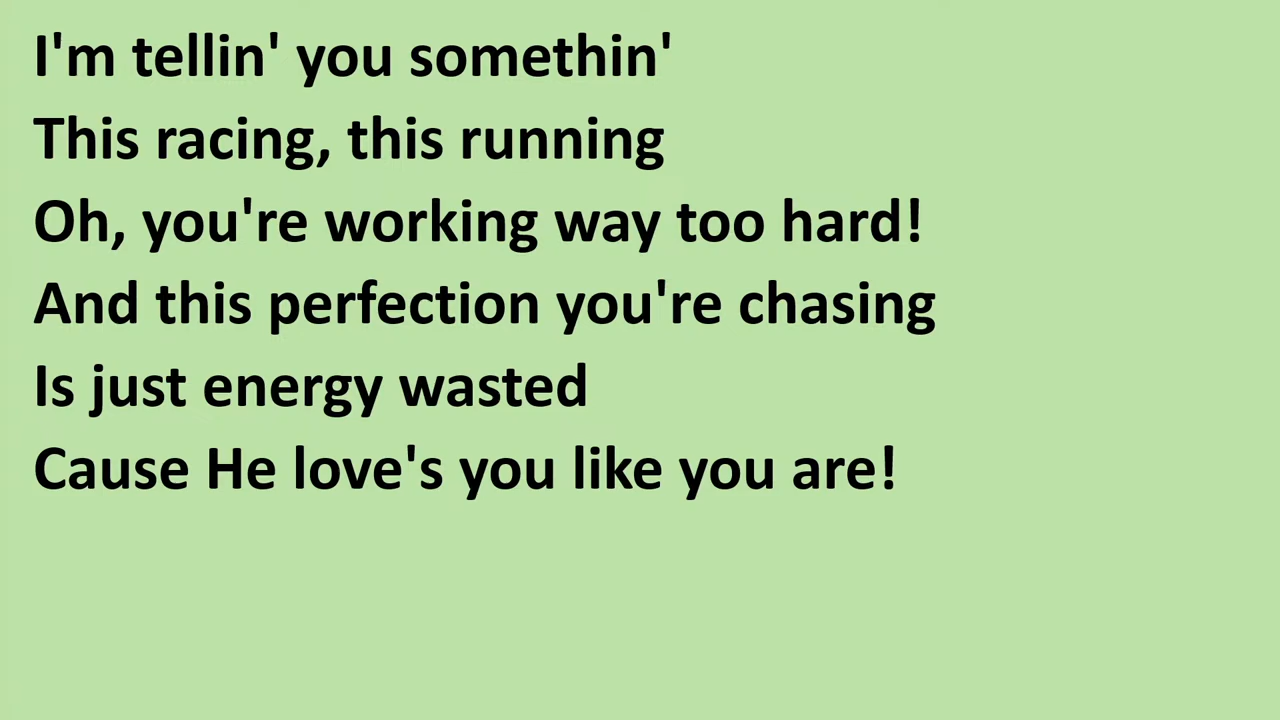 I'm tellin' you somethin'
This racing, this running
Oh, you're working way too hard!
And this perfection you're chasing
Is just energy wasted
Cause He love's you like you are!